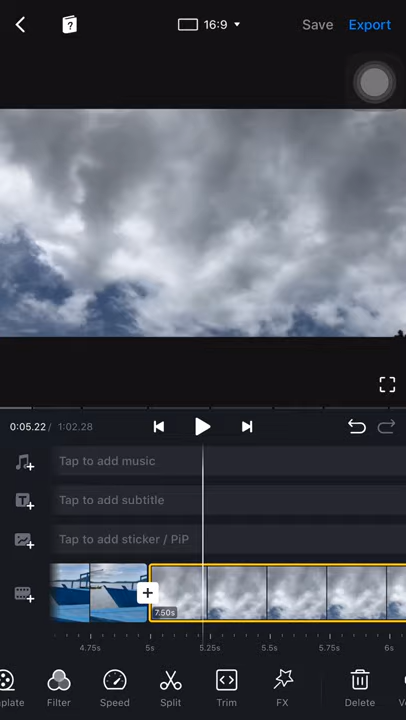 ?
16:9
Save
Export
0:05.22 / 1:02.28
Tap to add music
T
Tap to add subtitle
Tap to add sticker / PiP
7.50s
4.75s 5s 5.25s 5.5s 5.75s 6s
plate Filter Speed Split Trim FX Delete V